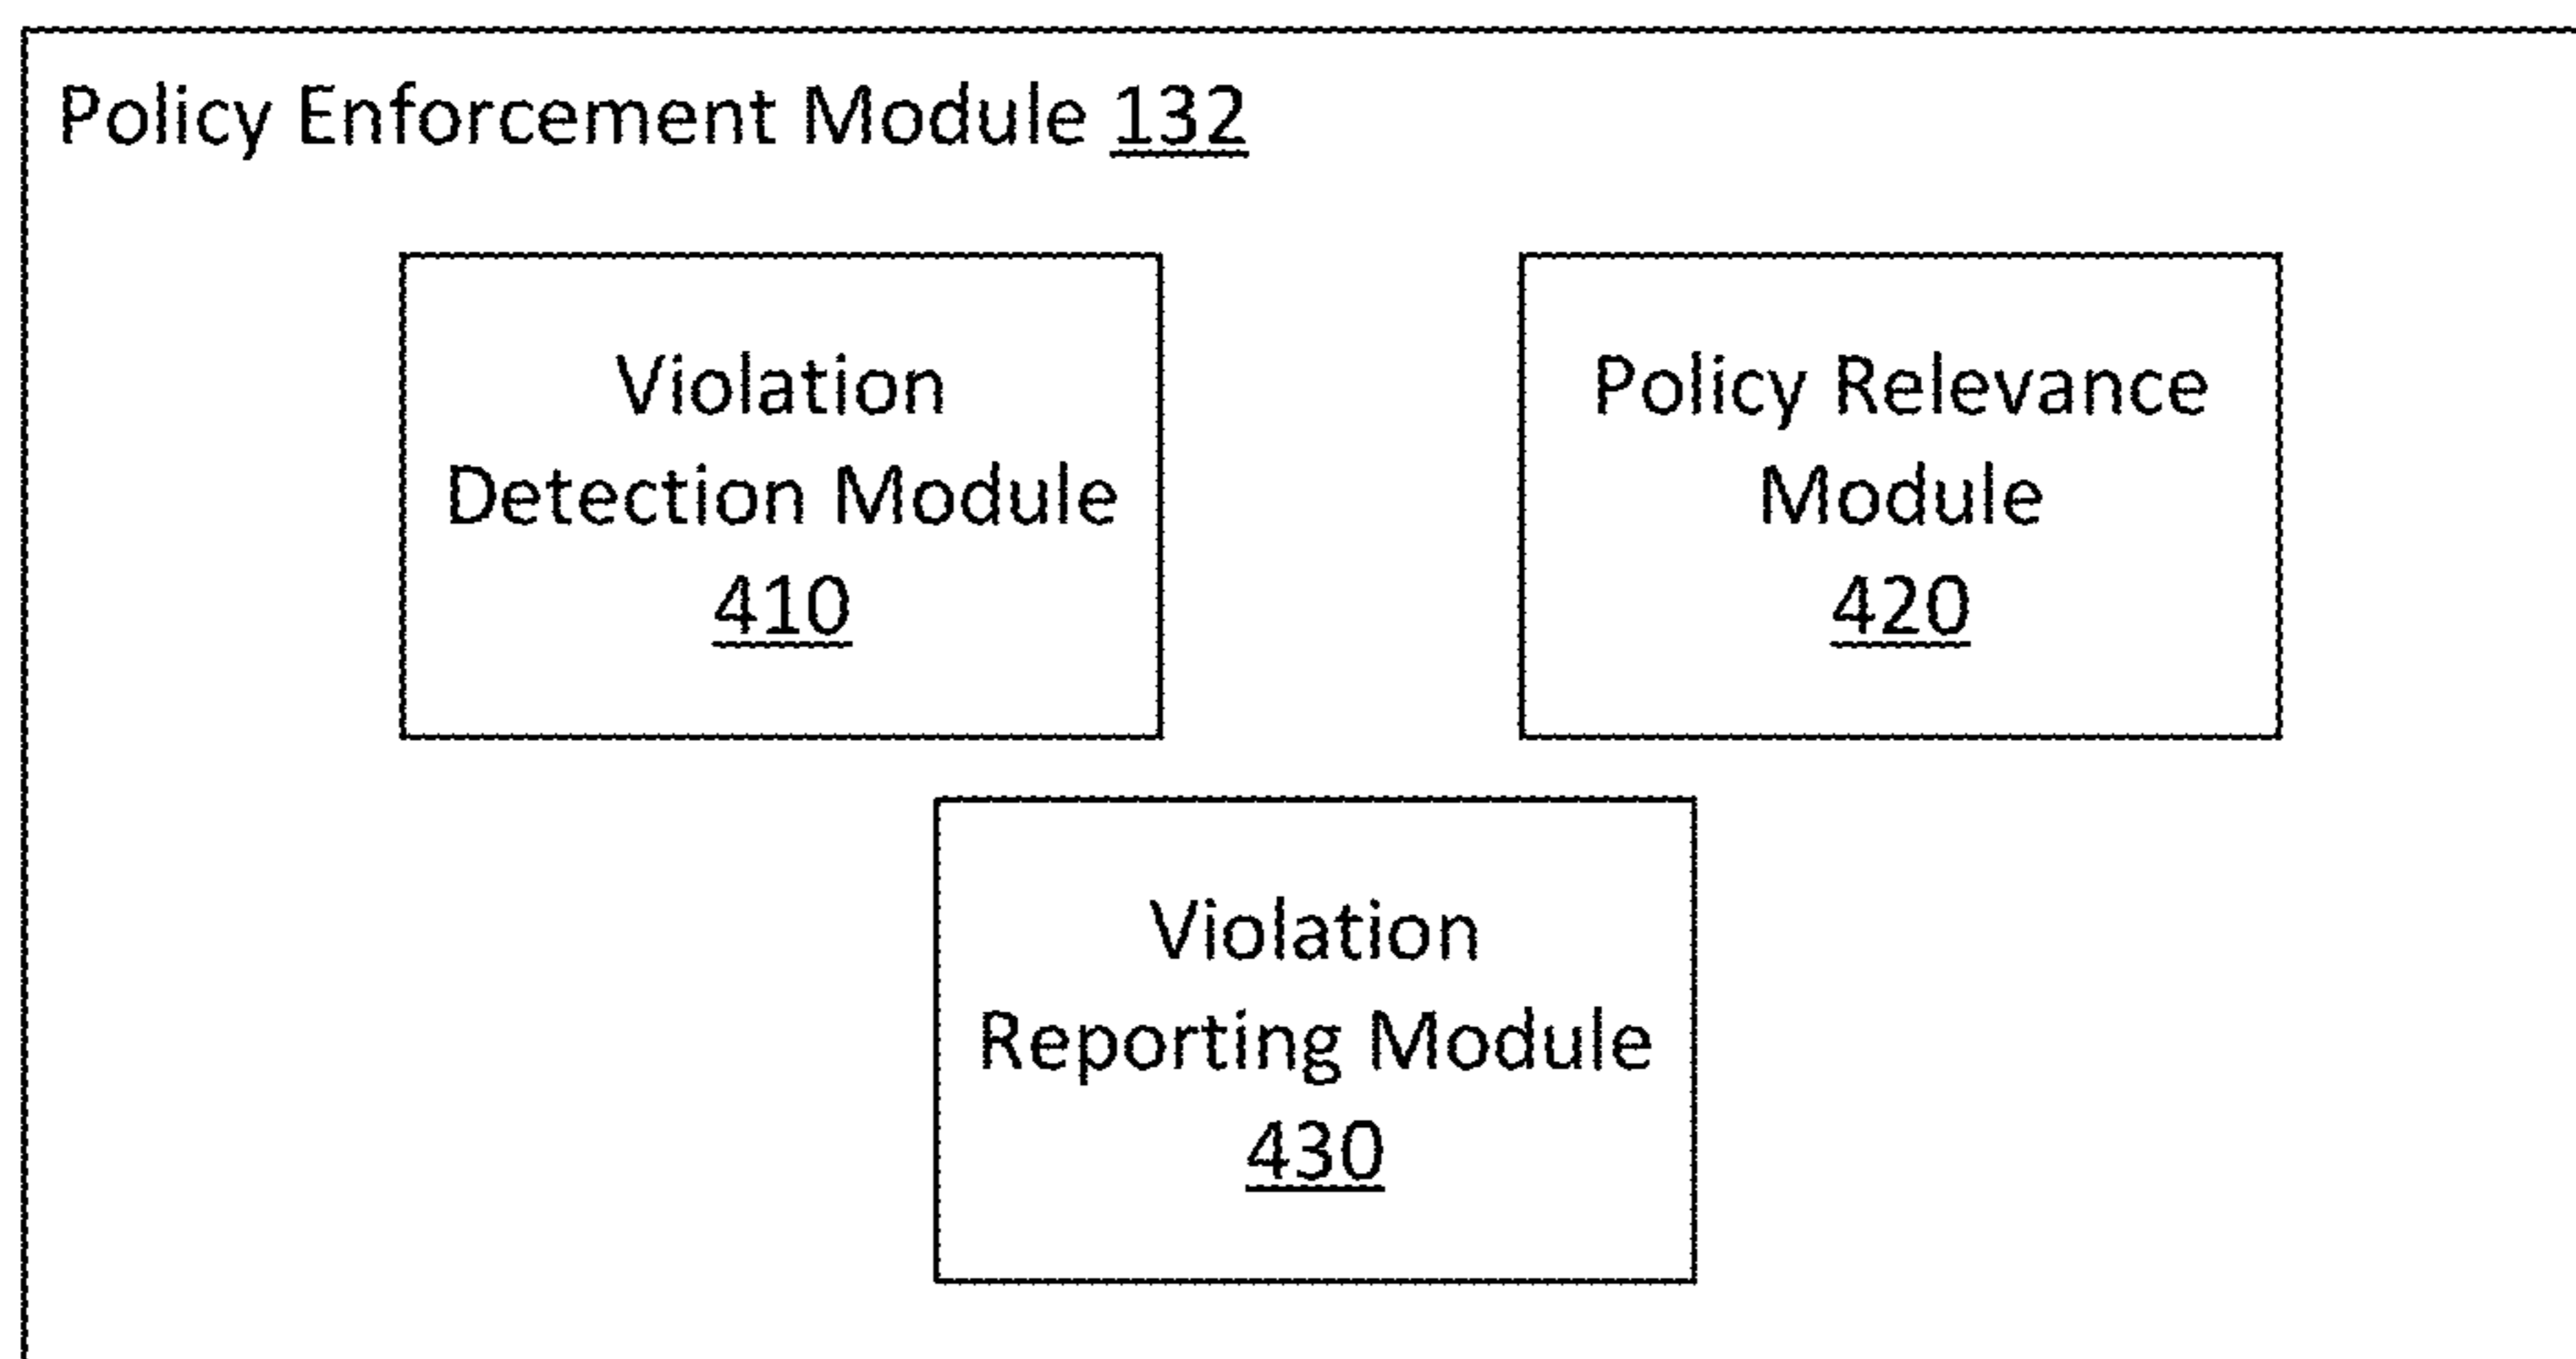 Policy Enforcement Module 132
Violation
Detection Module
410
Policy Relevance
Module
420
Violation
Reporting Module
430